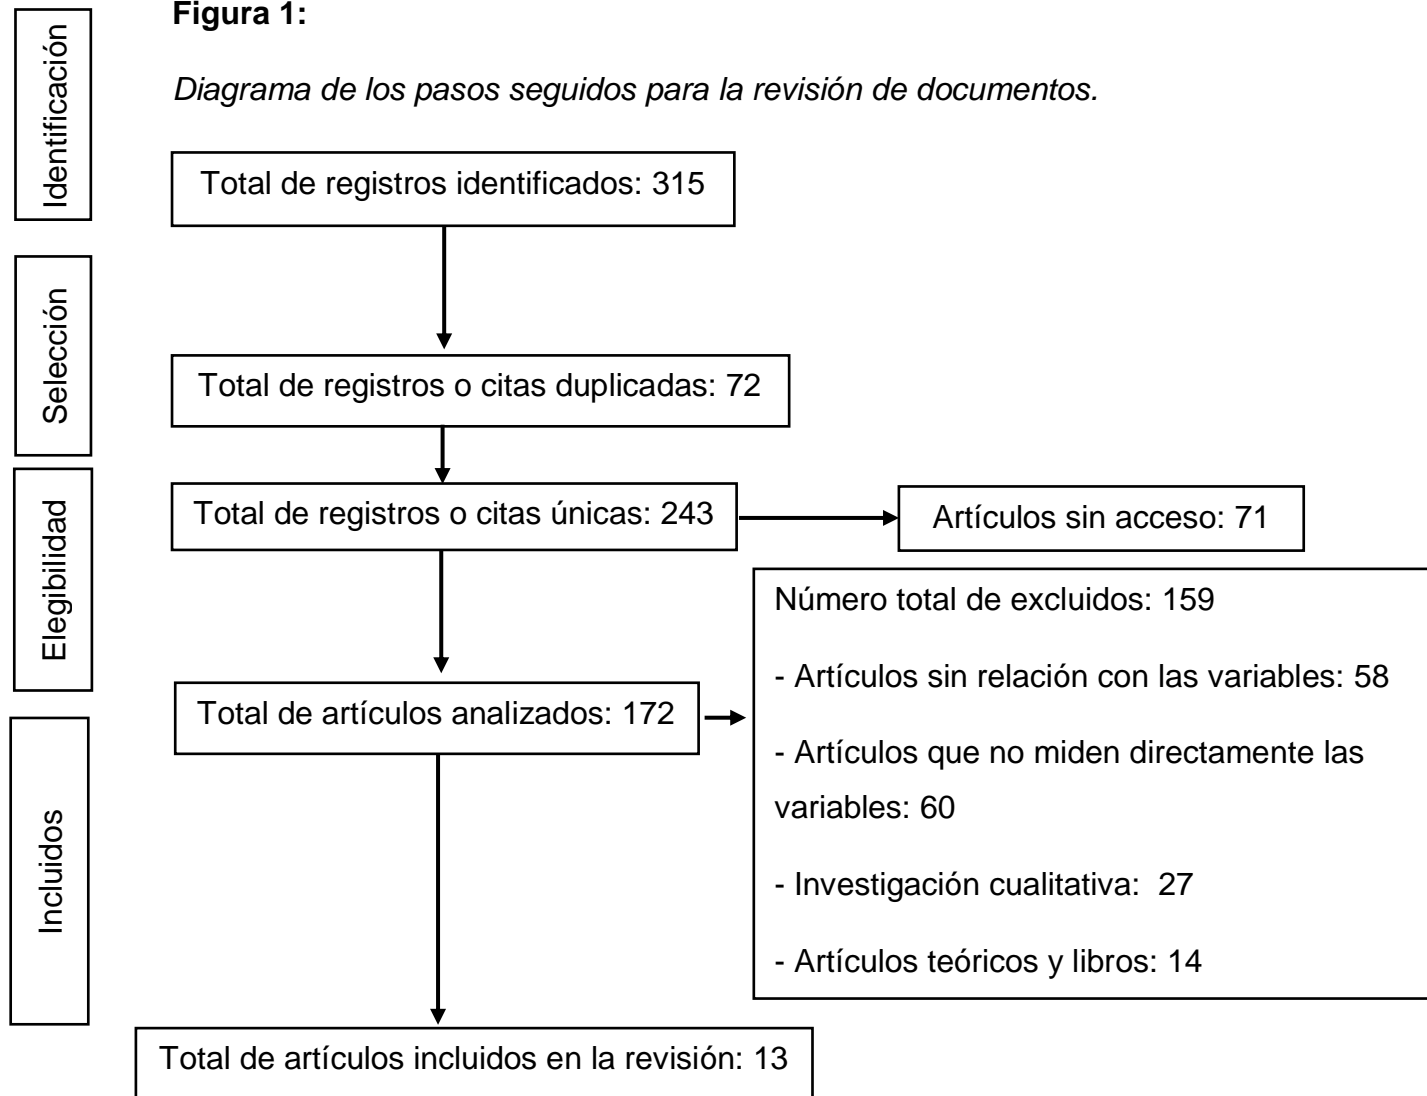 Figura 1:
Diagrama de los pasos seguidos para la revisión de documentos.
Identificación
Total de registros identificados: 315
Selección
Total de registros o citas duplicadas: 72
Elegibilidad
Total de registros o citas únicas: 243
Artículos sin acceso: 71
Total de artículos analizados: 172
Número total de excluidos: 159
- Artículos sin relación con las variables: 58
- Artículos que no miden directamente las
variables: 60
- Investigación cualitativa:  27
- Artículos teóricos y libros: 14
Incluidos
Total de artículos incluidos en la revisión: 13